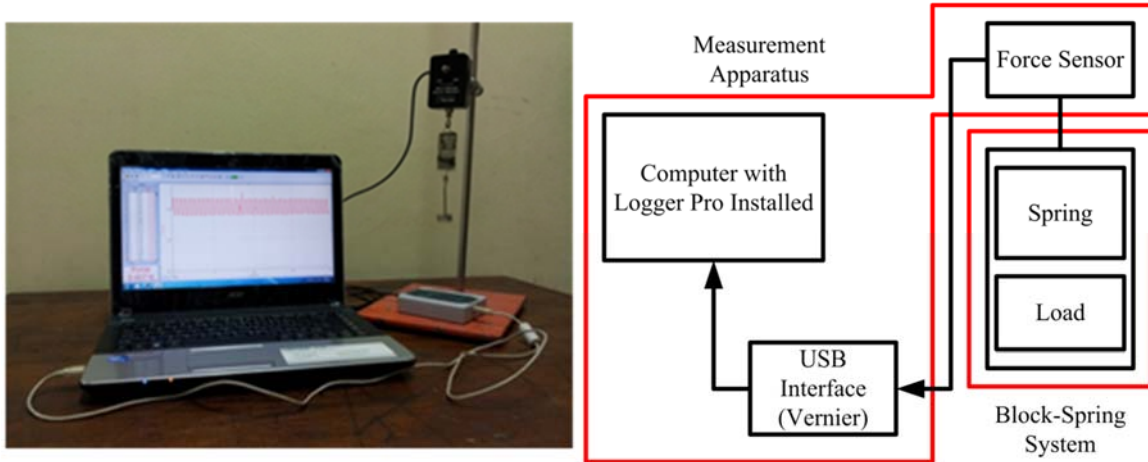 Measurement
Apparatus
Force Sensor
Computer with
Logger Pro Installed
Spring
Load
USB
Interface
(Vernier)
Block-Spring
System